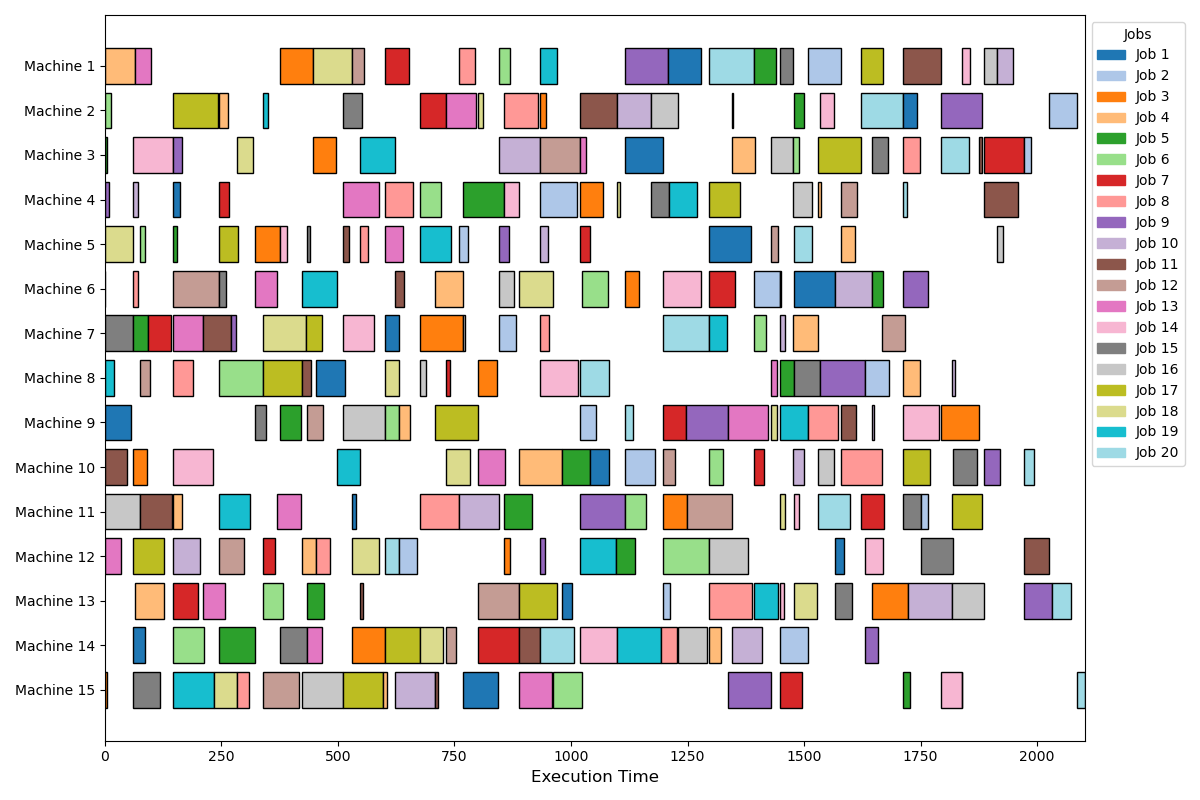 Machine 1
Machine 2
Machine 3
Machine 4
Machine 5
Machine 6
Machine 7
Machine 8
Machine 9
Machine 10
Machine 11
Machine 12
Machine 13
Machine 14
Machine 15
0 250 500 750 1000 1250 1500 1750 2000
Execution Time
Jobs
Job 1
Job 2
Job 3
Job 4
Job 5
Job 6
Job 7
Job 8
Job 9
Job 10
Job 11
Job 12
Job 13
Job 14
Job 15
Job 16
Job 17
Job 18
Job 19
Job 20